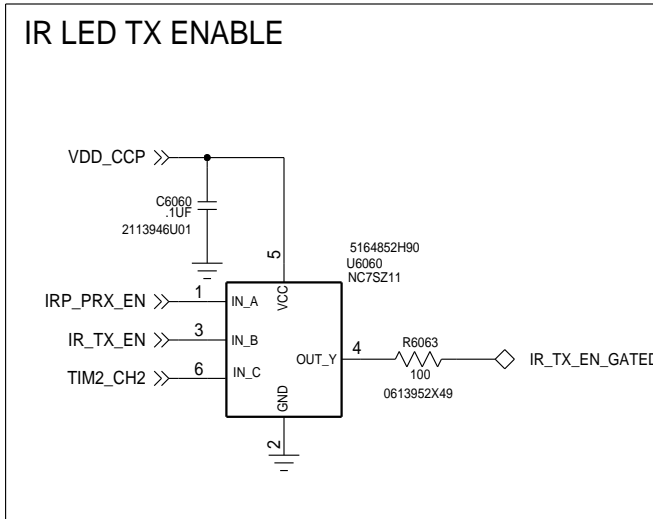 IR LED TX ENABLE
VDD_CCP
C6060
.1UF
2113946U01
5
5164852H90
U6060
NC7SZ11
VCC
IRP_PRX_EN 1 IN_A
IR_TX_EN 3 IN_B
TIM2_CH2 6 IN_C
OUT_Y 4
R6063
100
0613952X49
IR_TX_EN_GATED
GND
2